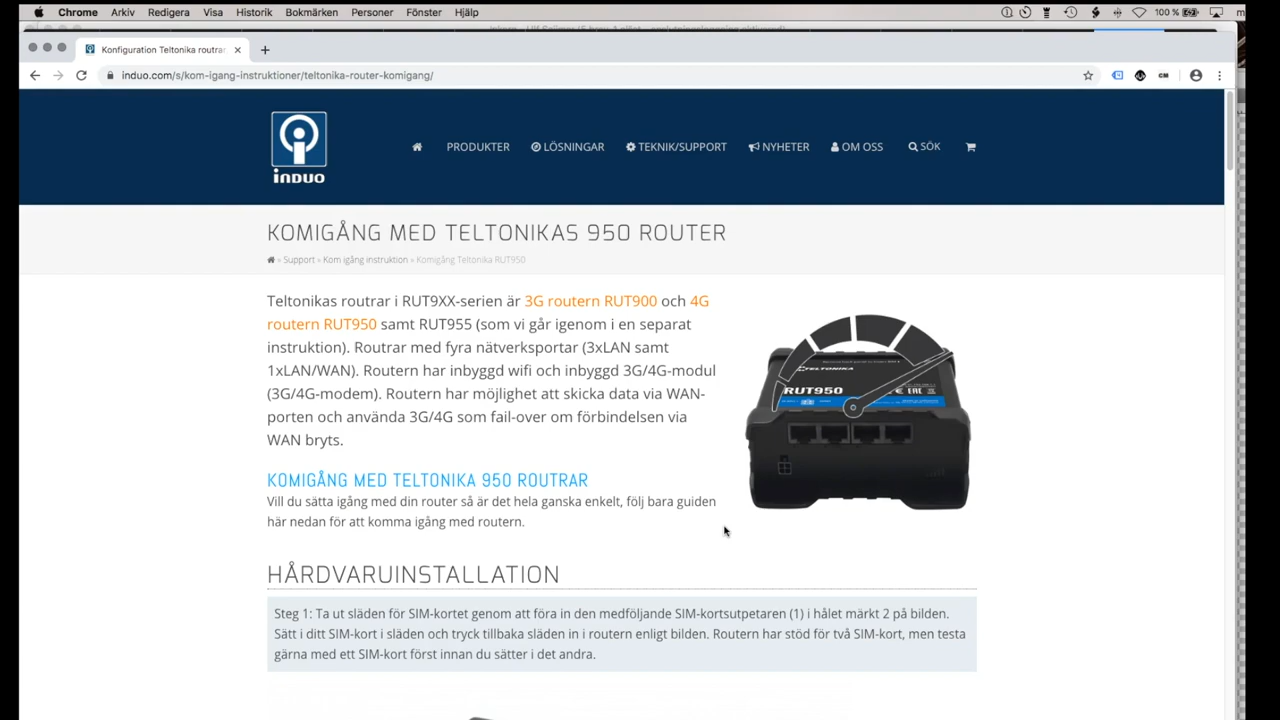 Chrome Arkiv Redigera Visa Historik Bokmärken Personer Fönster Hjälp 100 %
Konfiguration Teltonika routrar
induo.com/s/kom-igang-instruktioner/teltonika-router-komigang/
induo
PRODUKTER LÖSNINGAR TEKNIK/SUPPORT NYHETER OM OSS SÖK
KOMIGÅNG MED TELTONIKAS 950 ROUTER
» Support » Kom igång instruktion » Komigång Teltonika RUT950
Teltonikas routrar i RUT9XX-serien är 3G routern RUT900 och 4G
routern RUT950 samt RUT955 (som vi går igenom i en separat
instruktion). Routrar med fyra nätverksportar (3xLAN samt
1xLAN/WAN). Routern har inbyggd wifi och inbyggd 3G/4G-modul
(3G/4G-modem). Routern har möjlighet att skicka data via WAN-
porten och använda 3G/4G som fail-over om förbindelsen via
WAN bryts.
TELTONIKA
RUT950
KOMIGÅNG MED TELTONIKA 950 ROUTRAR
Vill du sätta igång med din router så är det hela ganska enkelt, följ bara guiden
här nedan för att komma igång med routern.
HÅRDVARUINSTALLATION
Steg 1: Ta ut släden för SIM-kortet genom att föra in den medföljande SIM-kortsutpetaren (1) i hålet märkt 2 på bilden.
Sätt i ditt SIM-kort i släden och tryck tillbaka släden in i routern enligt bilden. Routern har stöd för två SIM-kort, men testa
gärna med ett SIM-kort först innan du sätter i det andra.